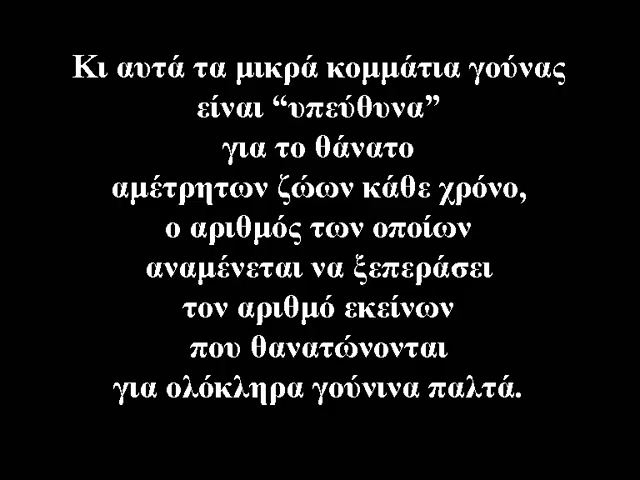 Κι αυτά τα μικρά κομμάτια γούνας
είναι “υπεύθυνα”
για το θάνατο
αμέτρητων ζώων κάθε χρόνο,
ο αριθμός των οποίων
αναμένεται να ξεπεράσει
τον αριθμό εκείνων
που θανατώνονται
για ολόκληρα γούνινα παλτά.